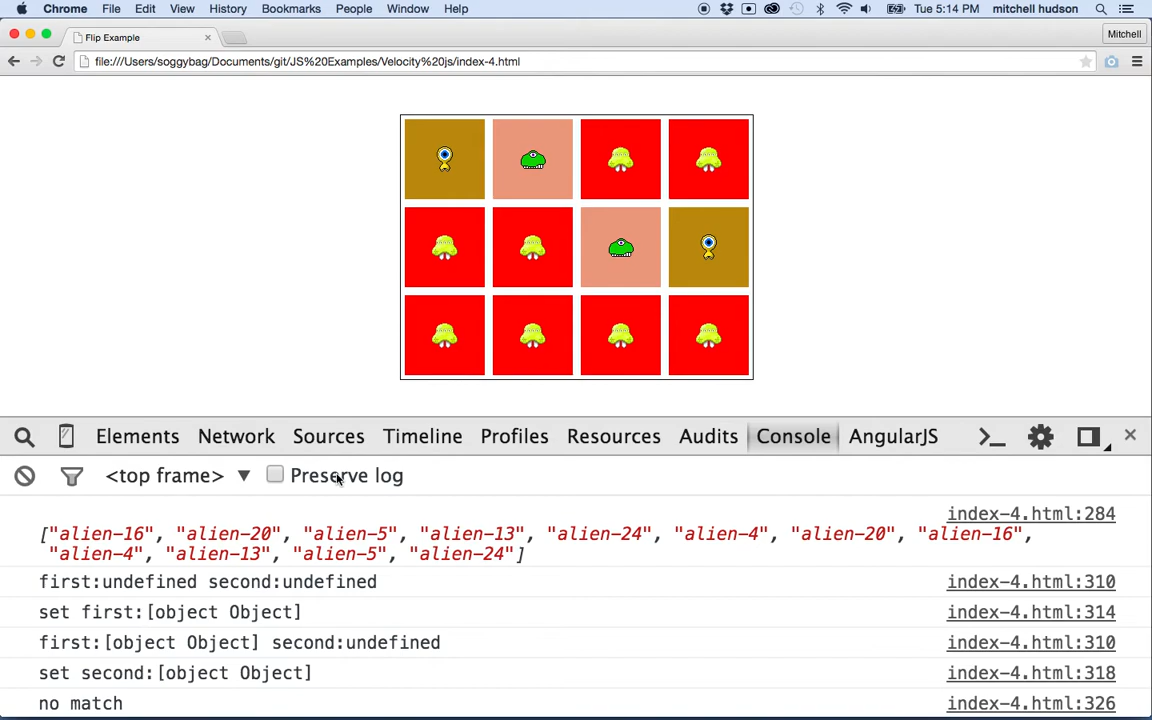 Chrome File Edit View History Bookmarks People Window Help Tue 5:14 PM mitchell hudson
Flip Example Mitchell
file:///Users/soggybag/Documents/git/JS%20Examples/Velocity%20js/index-4.html
Elements Network Sources Timeline Profiles Resources Audits Console AngularJS
<top frame> Preserve log
index-4.html:284
["alien-16", "alien-20", "alien-5", "alien-13", "alien-24", "alien-4", "alien-20", "alien-16",
"alien-4", "alien-13", "alien-5", "alien-24"]
first:undefined second:undefined index-4.html:310
set first:[object Object] index-4.html:314
first:[object Object] second:undefined index-4.html:310
set second:[object Object] index-4.html:318
no match index-4.html:326